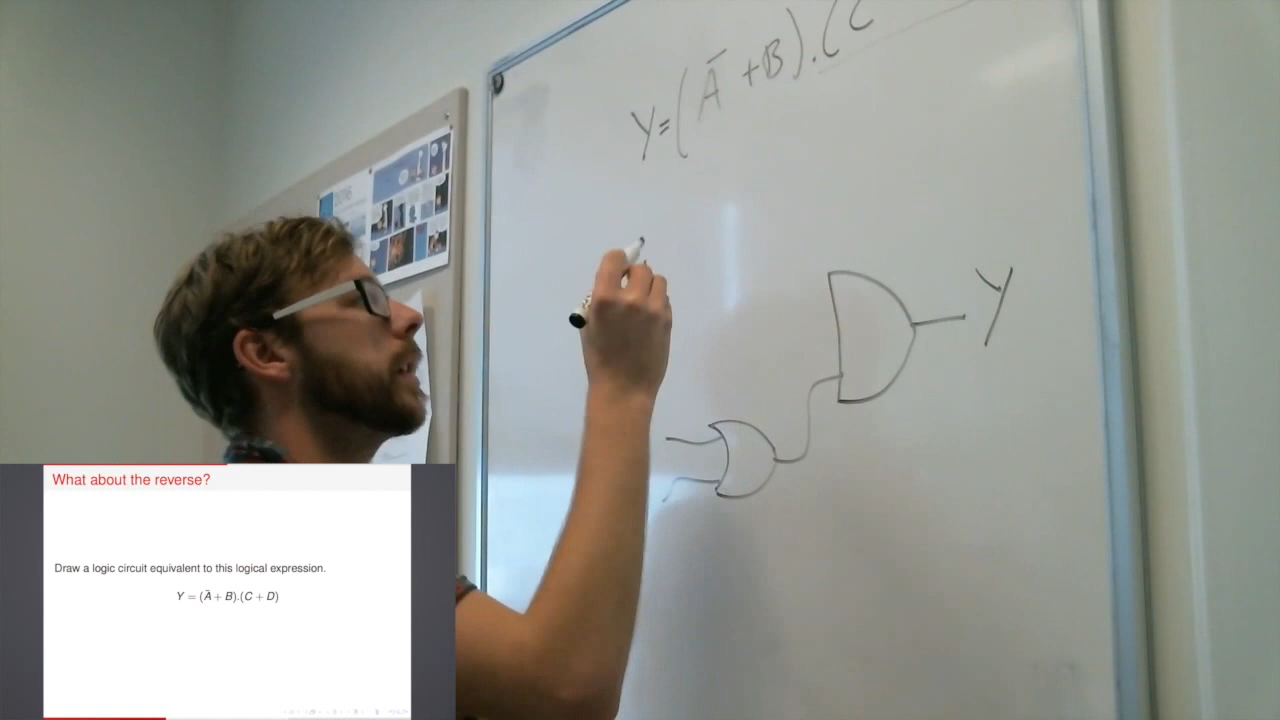 Y=(A̅+B).(C
Y
What about the reverse?
Draw a logic circuit equivalent to this logical expression.
Y = (Ā + B).(C + D)